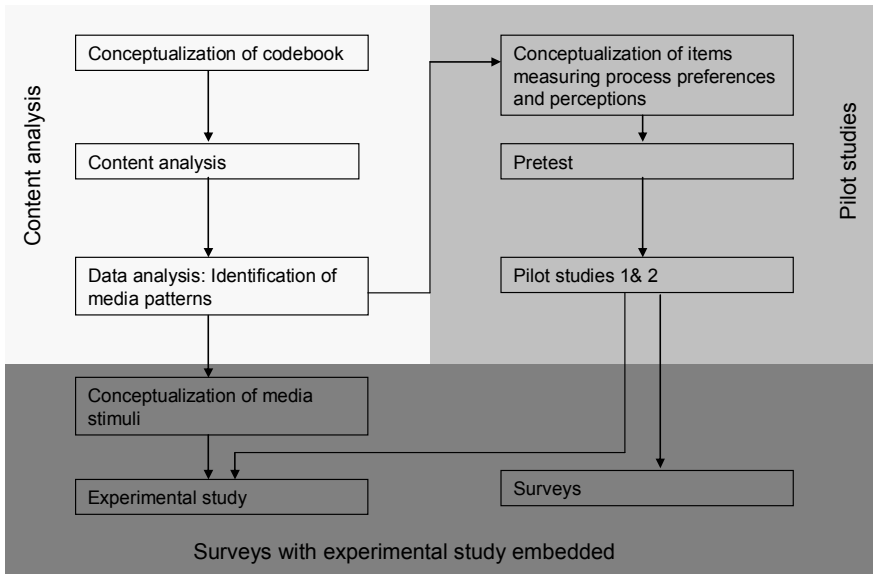 Content analysis
Conceptualization of codebook
Content analysis
Data analysis: Identification of
media patterns
Conceptualization of items
measuring process preferences
and perceptions
Pretest
Pilot studies 1& 2
Pilot studies
Conceptualization of media
stimuli
Experimental study
Surveys
Surveys with experimental study embedded